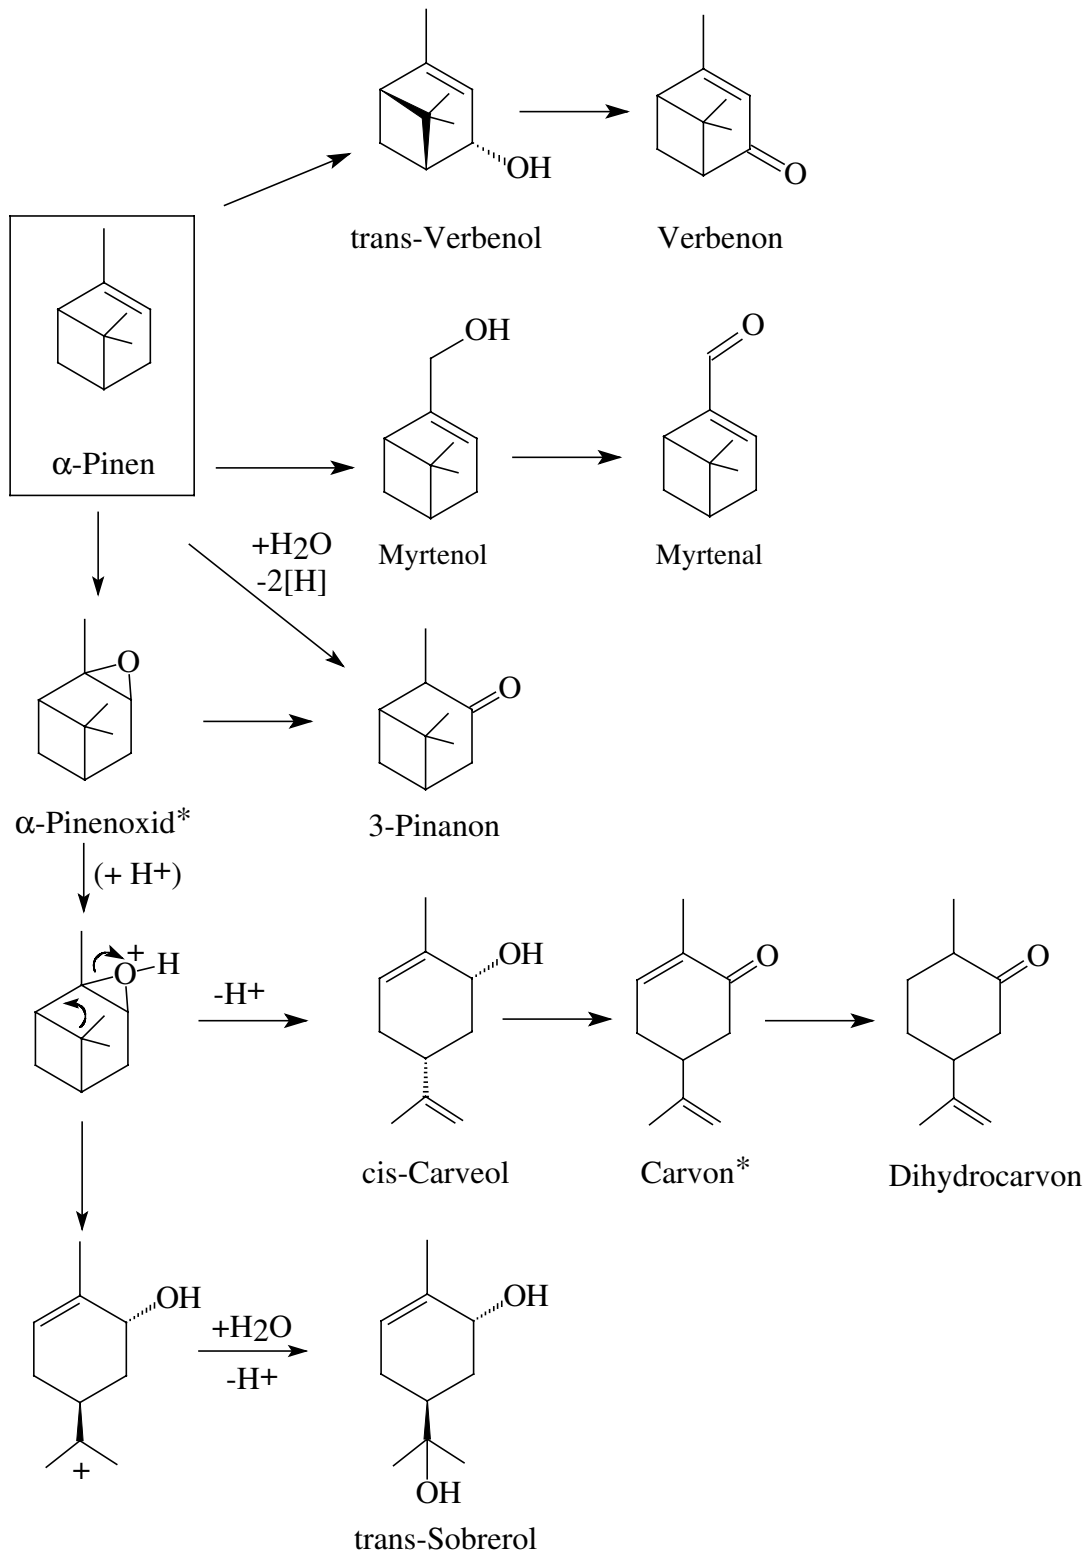 OH
O
trans-Verbenol
Verbenon
OH
O
α-Pinen
Myrtenol
Myrtenal
+H2O
-2[H]
O
O
α-Pinenoxid*
3-Pinanon
(+ H+)
+
O
H
-H+
OH
O
O
cis-Carveol
Carvon*
Dihydrocarvon
OH
+H2O
-H+
OH
+
OH
trans-Sobrerol